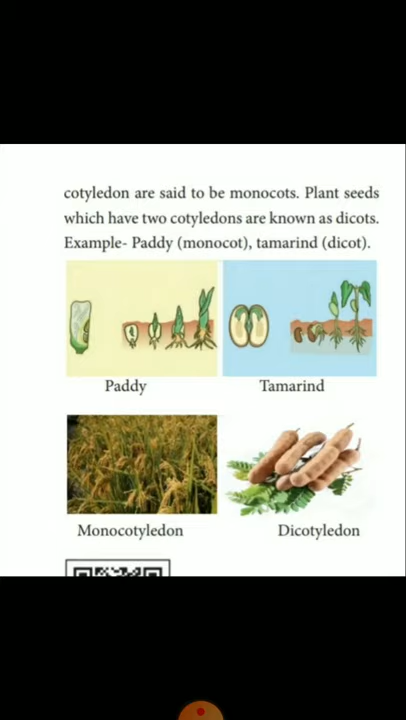 cotyledon are said to be monocots. Plant seeds
which have two cotyledons are known as dicots.
Example- Paddy (monocot), tamarind (dicot).
Paddy
Tamarind
Monocotyledon
Dicotyledon